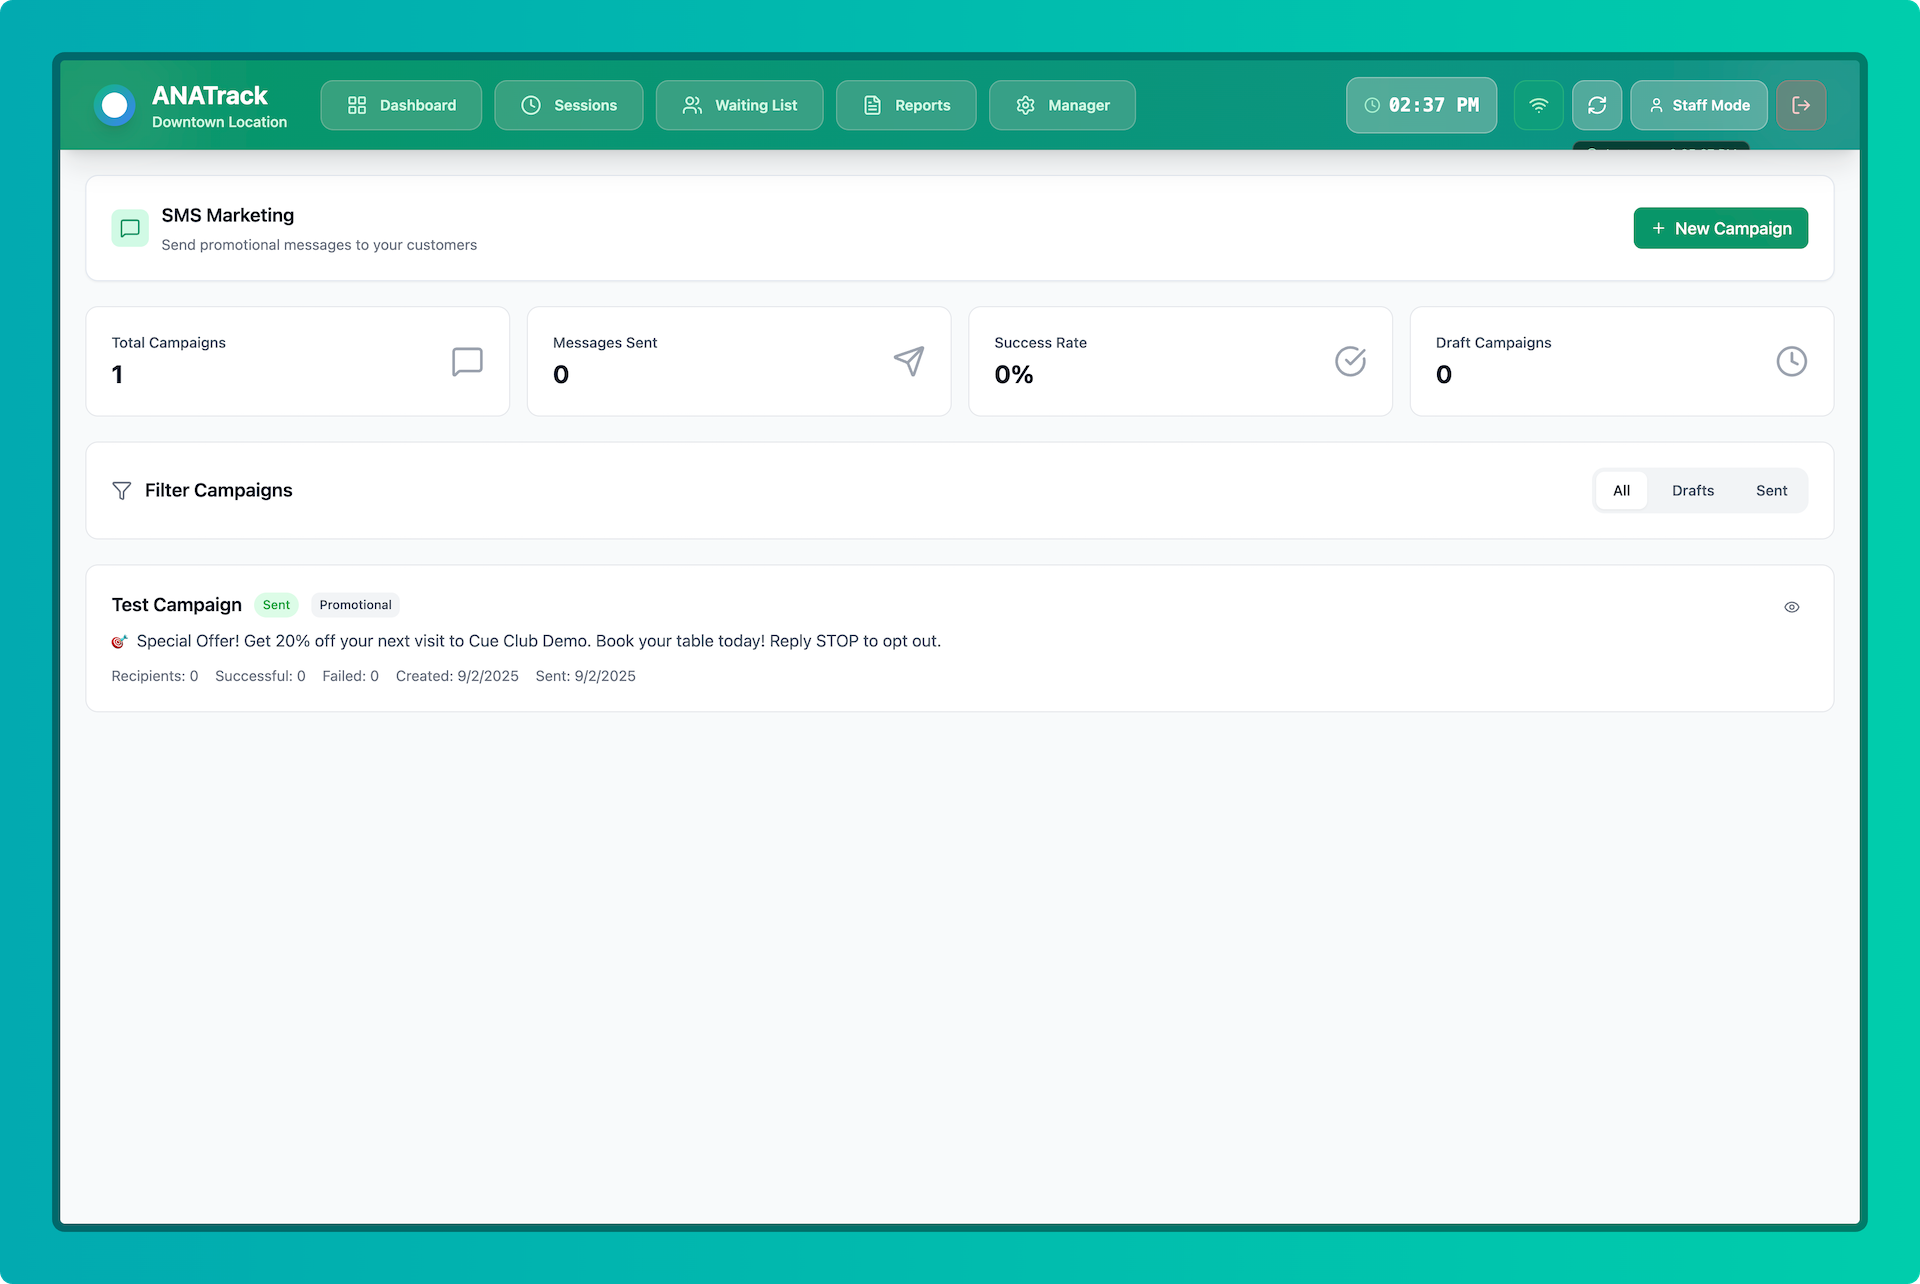 ANATrack
Downtown Location
Dashboard
Sessions
Waiting List
Reports
Manager
02:37 PM
Staff Mode
SMS Marketing
Send promotional messages to your customers
+ New Campaign
Total Campaigns
1
Messages Sent
0
Success Rate
0%
Draft Campaigns
0
Filter Campaigns
All
Drafts
Sent
Test Campaign
Sent
Promotional
🎯 Special Offer! Get 20% off your next visit to Cue Club Demo. Book your table today! Reply STOP to opt out.
Recipients: 0 Successful: 0 Failed: 0 Created: 9/2/2025 Sent: 9/2/2025